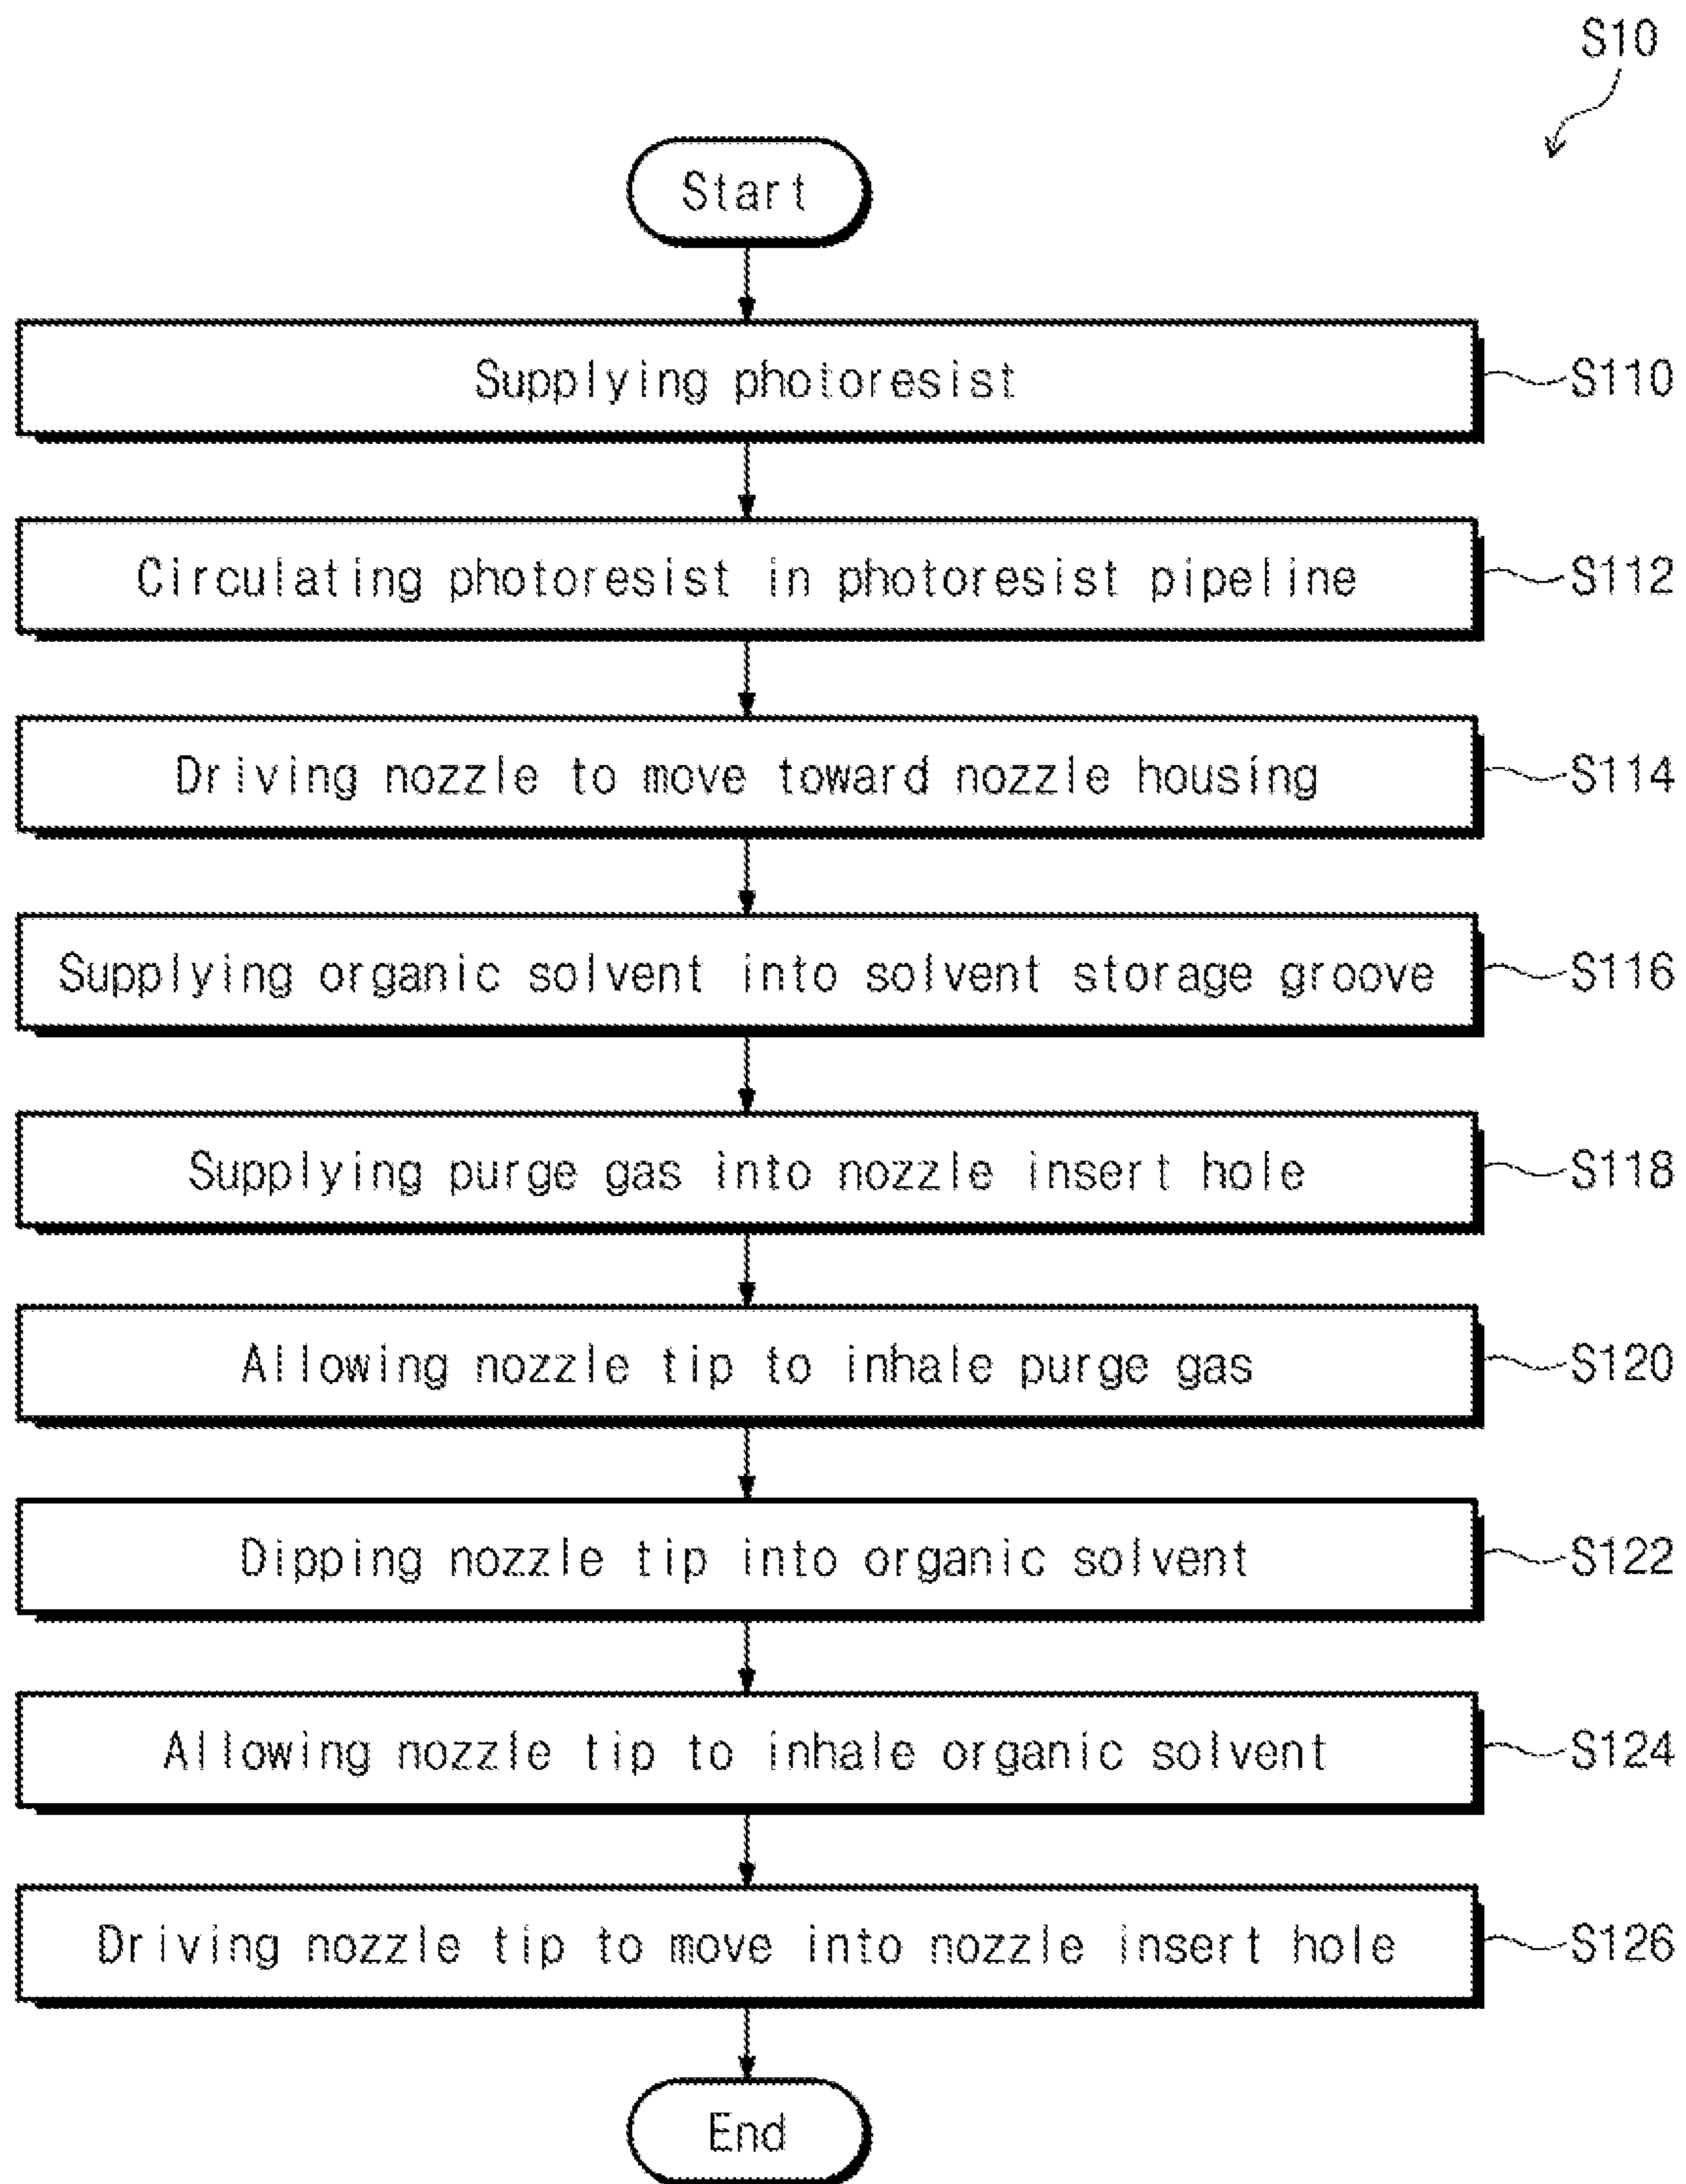 S10
Start
Supplying photoresist
S110
Circulating photoresist in photoresist pipeline
S112
Driving nozzle to move toward nozzle housing
S114
Supplying organic solvent into solvent storage groove
S116
Supplying purge gas into nozzle insert hole
S118
Allowing nozzle tip to inhale purge gas
S120
Dipping nozzle tip into organic solvent
S122
Allowing nozzle tip to inhale organic solvent
S124
Driving nozzle tip to move into nozzle insert hole
S126
End